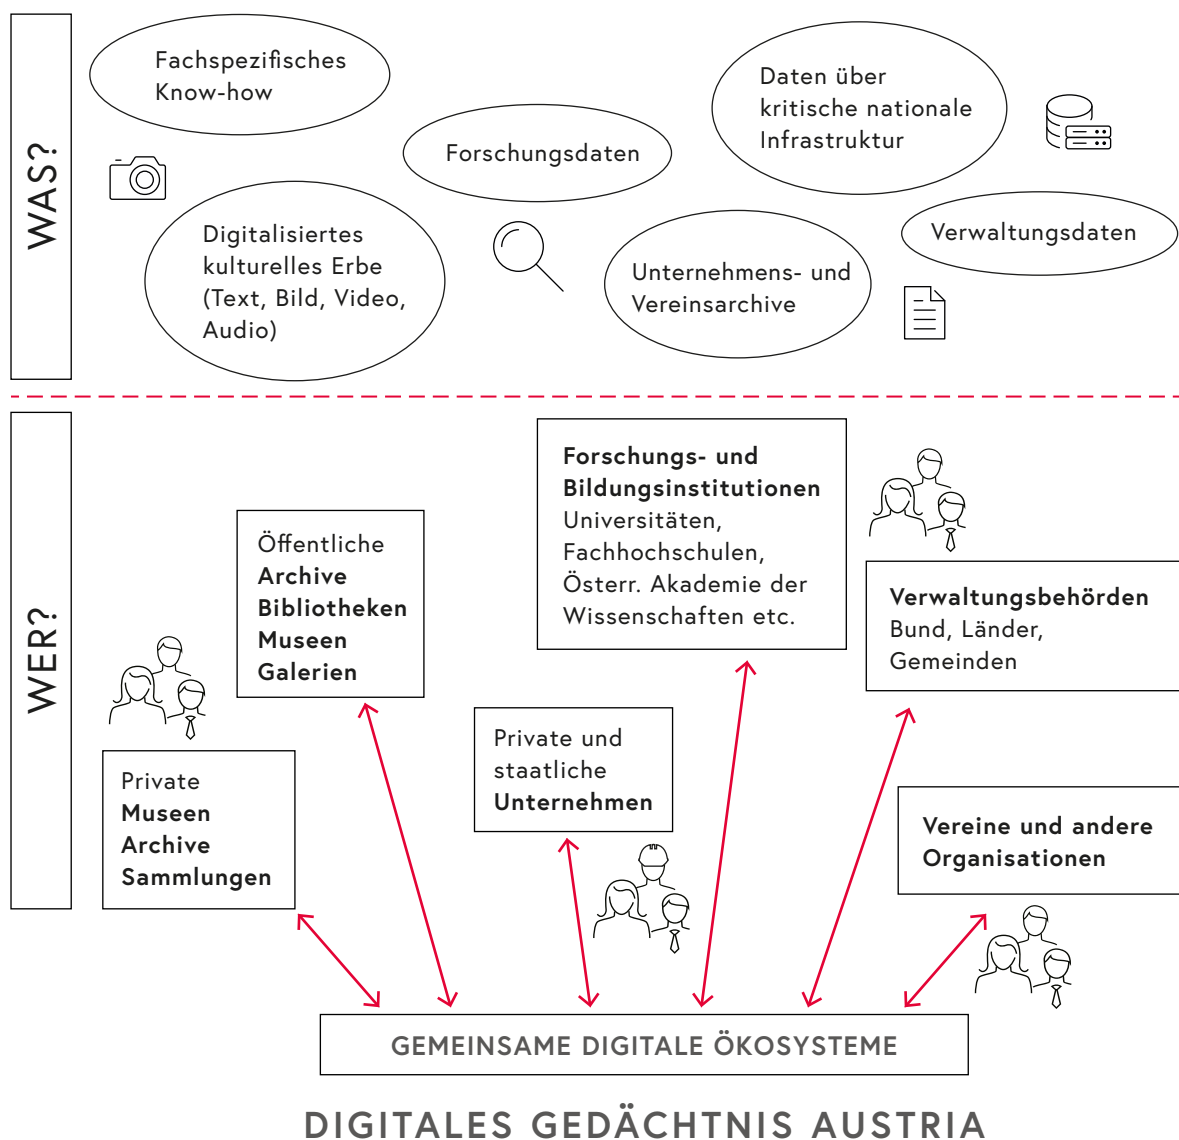 WAS?
Fachspezifisches
Know-how
Daten über
kritische nationale
Infrastruktur
Forschungsdaten
Digitalisiertes
kulturelles Erbe
(Text, Bild, Video,
Audio)
Unternehmens- und
Vereinsarchive
Verwaltungsdaten
WER?
Forschungs- und
Bildungsinstitutionen
Universitäten,
Fachhochschulen,
Österr. Akademie der
Wissenschaften etc.
Öffentliche
Archive
Bibliotheken
Museen
Galerien
Verwaltungsbehörden
Bund, Länder,
Gemeinden
Private und
staatliche
Unternehmen
Private
Museen
Archive
Sammlungen
Vereine und andere
Organisationen
GEMEINSAME DIGITALE ÖKOSYSTEME
DIGITALES GEDÄCHTNIS AUSTRIA